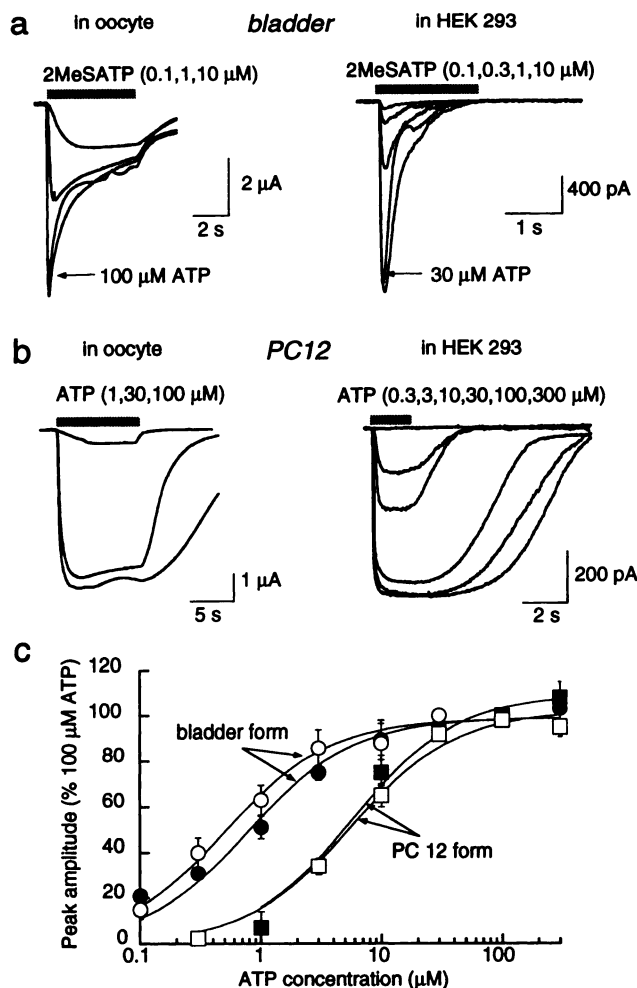 a
in oocyte bladder in HEK 293
2MeSATP (0.1,1,10 μM) 2MeSATP (0.1,0.3,1,10 μM)
2 μA
2 s
400 pA
1 s
100 μM ATP
30 μM ATP
b
in oocyte PC12 in HEK 293
ATP (1,30,100 μM) ATP (0.3,3,10,30,100,300 μM)
1 μA
5 s
200 pA
2 s
c
Peak amplitude (% 100 μM ATP)
120
100
80
60
40
20
0
bladder form
PC 12 form
0.1 1 10 100
ATP concentration (μM)